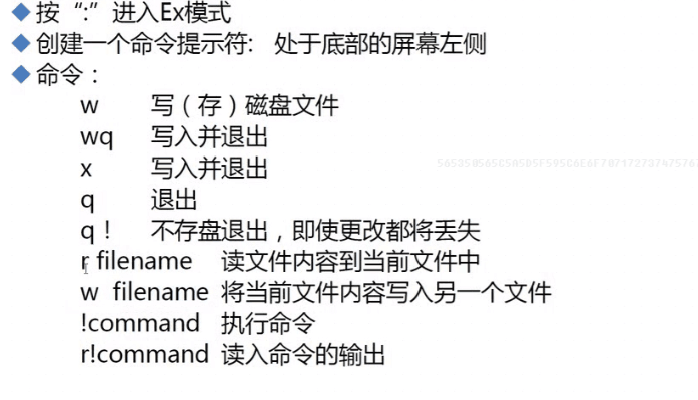 按“:”进入Ex模式
创建一个命令提示符: 处于底部的屏幕左侧
命令：
w 写（存）磁盘文件
wq 写入并退出
x 写入并退出
q 退出
q！ 不存盘退出，即使更改都将丢失
r filename 读文件内容到当前文件中
w filename 将当前文件内容写入另一个文件
!command 执行命令
r!command 读入命令的输出